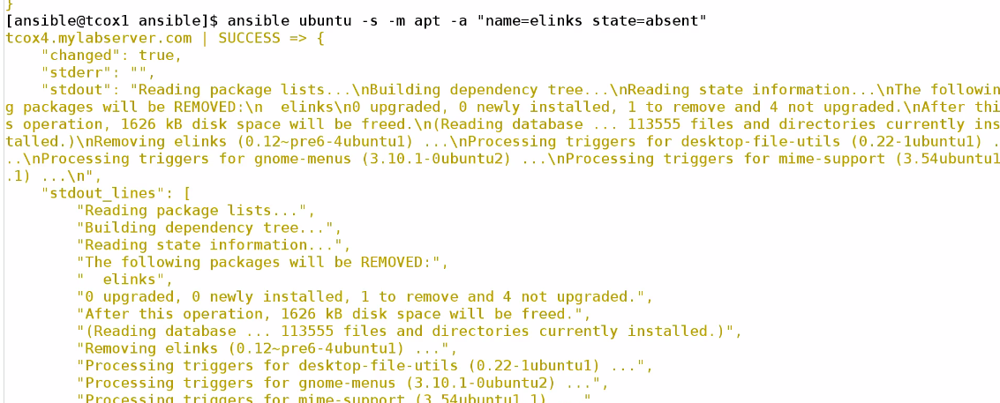 }
[ansible@tcox1 ansible]$ ansible ubuntu -s -m apt -a "name=elinks state=absent"
tcox4.mylabserver.com | SUCCESS => {
    "changed": true,
    "stderr": "",
    "stdout": "Reading package lists...\nBuilding dependency tree...\nReading state information...\nThe followin
g packages will be REMOVED:\n  elinks\n0 upgraded, 0 newly installed, 1 to remove and 4 not upgraded.\nAfter thi
s operation, 1626 kB disk space will be freed.\n(Reading database ... 113555 files and directories currently ins
talled.)\nRemoving elinks (0.12~pre6-4ubuntu1) ...\nProcessing triggers for desktop-file-utils (0.22-1ubuntu1) .
..\nProcessing triggers for gnome-menus (3.10.1-0ubuntu2) ...\nProcessing triggers for mime-support (3.54ubuntu1
.1) ...\n",
    "stdout_lines": [
        "Reading package lists...",
        "Building dependency tree...",
        "Reading state information...",
        "The following packages will be REMOVED:",
        "  elinks",
        "0 upgraded, 0 newly installed, 1 to remove and 4 not upgraded.",
        "After this operation, 1626 kB disk space will be freed.",
        "(Reading database ... 113555 files and directories currently installed.)",
        "Removing elinks (0.12~pre6-4ubuntu1) ...",
        "Processing triggers for desktop-file-utils (0.22-1ubuntu1) ...",
        "Processing triggers for gnome-menus (3.10.1-0ubuntu2) ...",
        "Processing triggers for mime-support (3.54ubuntu1.1) ..."